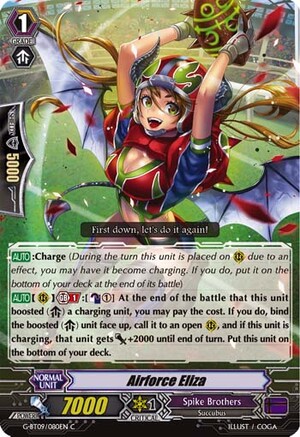 1
GRADE
5000
First down, let's do it again!
AUTO :Charge (During the turn this unit is placed on due to an
effect, you may have it become charging. If you do, put it on the
bottom of your deck at the end of its battle)
AUTO [ ] GB 1 : [ (1)] At the end of the battle that this unit
boosted a charging unit, you may pay the cost. If you do, bind
the boosted unit face up, call it to an open , and if this unit is
charging, that unit gets +2000 until end of turn. Put this unit on
the bottom of your deck.
NORMAL UNIT
Airforce Eliza
POWER 7000
1
CRITICAL
Spike Brothers
Succubus
G-BT09/080EN C
ILLUST / COGA